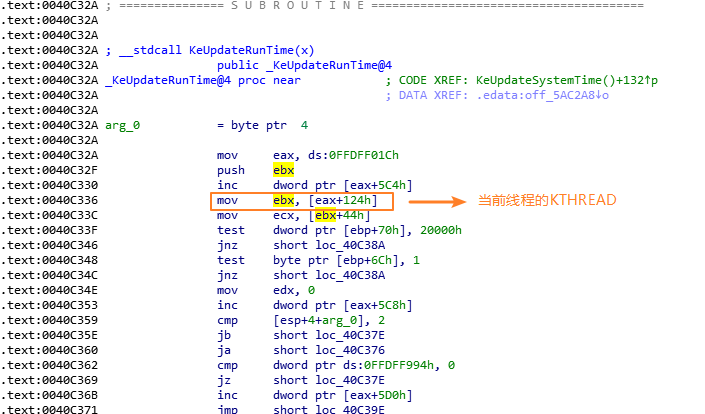 .text:0040C32A ; =============== S U B R O U T I N E =======================================
.text:0040C32A
.text:0040C32A
.text:0040C32A ; __stdcall KeUpdateRunTime(x)
.text:0040C32A public _KeUpdateRunTime@4
.text:0040C32A _KeUpdateRunTime@4 proc near ; CODE XREF: KeUpdateSystemTime()+132↑p
.text:0040C32A ; DATA XREF: .edata:off_5AC2A8↓o
.text:0040C32A
.text:0040C32A arg_0 = byte ptr 4
.text:0040C32A
.text:0040C32A mov eax, ds:0FFDFF01Ch
.text:0040C32F push ebx
.text:0040C330 inc dword ptr [eax+5C4h]
.text:0040C336 mov ebx, [eax+124h] 当前线程的KTHREAD
.text:0040C33C mov ecx, [ebx+44h]
.text:0040C33F test dword ptr [ebp+70h], 20000h
.text:0040C346 jnz short loc_40C38A
.text:0040C348 test byte ptr [ebp+6Ch], 1
.text:0040C34C jnz short loc_40C38A
.text:0040C34E mov edx, 0
.text:0040C353 inc dword ptr [eax+5C8h]
.text:0040C359 cmp [esp+4+arg_0], 2
.text:0040C35E jb short loc_40C37E
.text:0040C360 ja short loc_40C376
.text:0040C362 cmp dword ptr ds:0FFDFF994h, 0
.text:0040C369 jz short loc_40C37E
.text:0040C36B inc dword ptr [eax+5D0h]
.text:0040C371 jmp short loc_40C39E